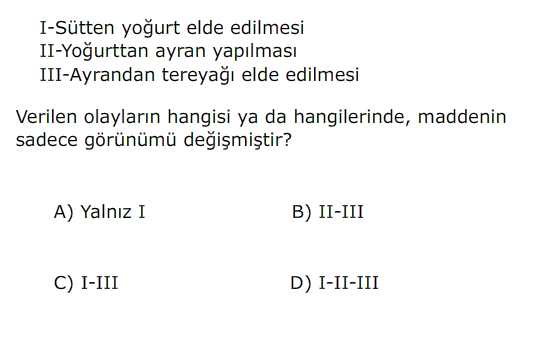 I-Sütten yoğurt elde edilmesi
II-Yoğurttan ayran yapılması
III-Ayrandan tereyağı elde edilmesi
Verilen olayların hangisi ya da hangilerinde, maddenin
sadece görünümü değişmiştir?
A) Yalnız I
B) II-III
C) I-III
D) I-II-III